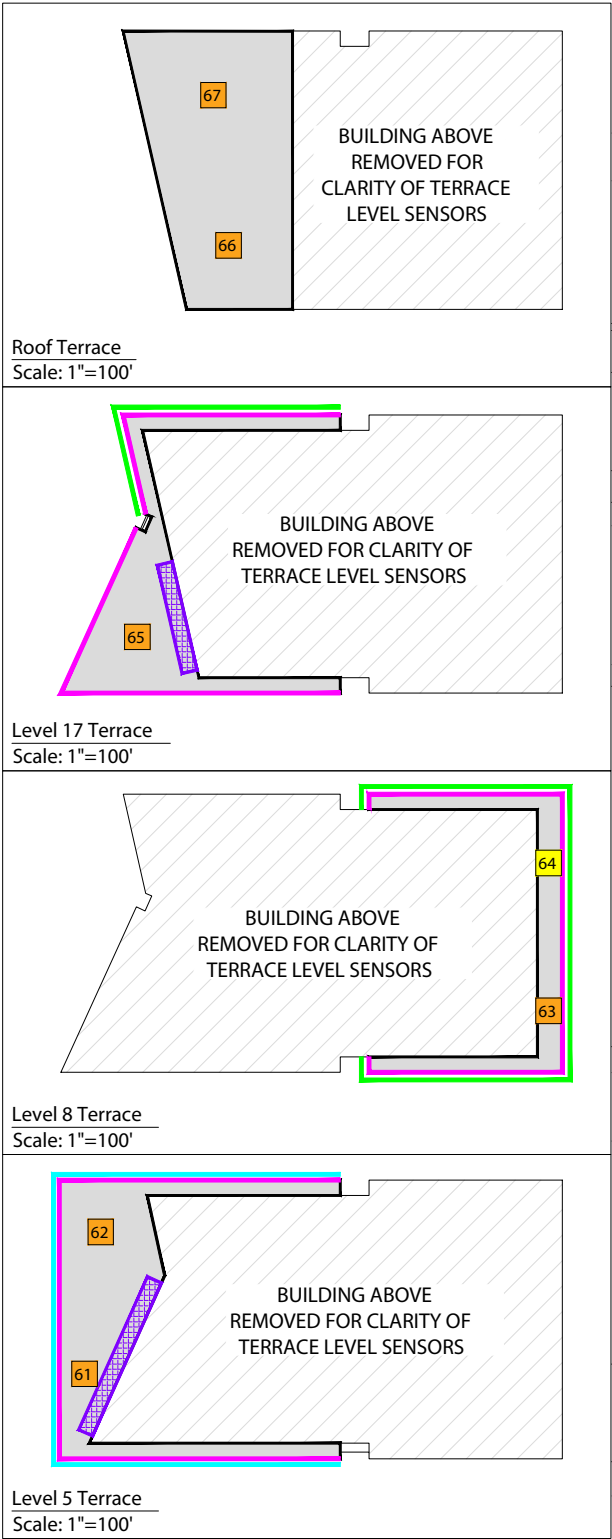 67
BUILDING ABOVE
REMOVED FOR
CLARITY OF TERRACE
LEVEL SENSORS
66
Roof Terrace
Scale: 1"=100'
BUILDING ABOVE
REMOVED FOR CLARITY OF
TERRACE LEVEL SENSORS
65
Level 17 Terrace
Scale: 1"=100'
64
BUILDING ABOVE
REMOVED FOR CLARITY OF
TERRACE LEVEL SENSORS
63
Level 8 Terrace
Scale: 1"=100'
62
BUILDING ABOVE
REMOVED FOR CLARITY OF
TERRACE LEVEL SENSORS
61
Level 5 Terrace
Scale: 1"=100'